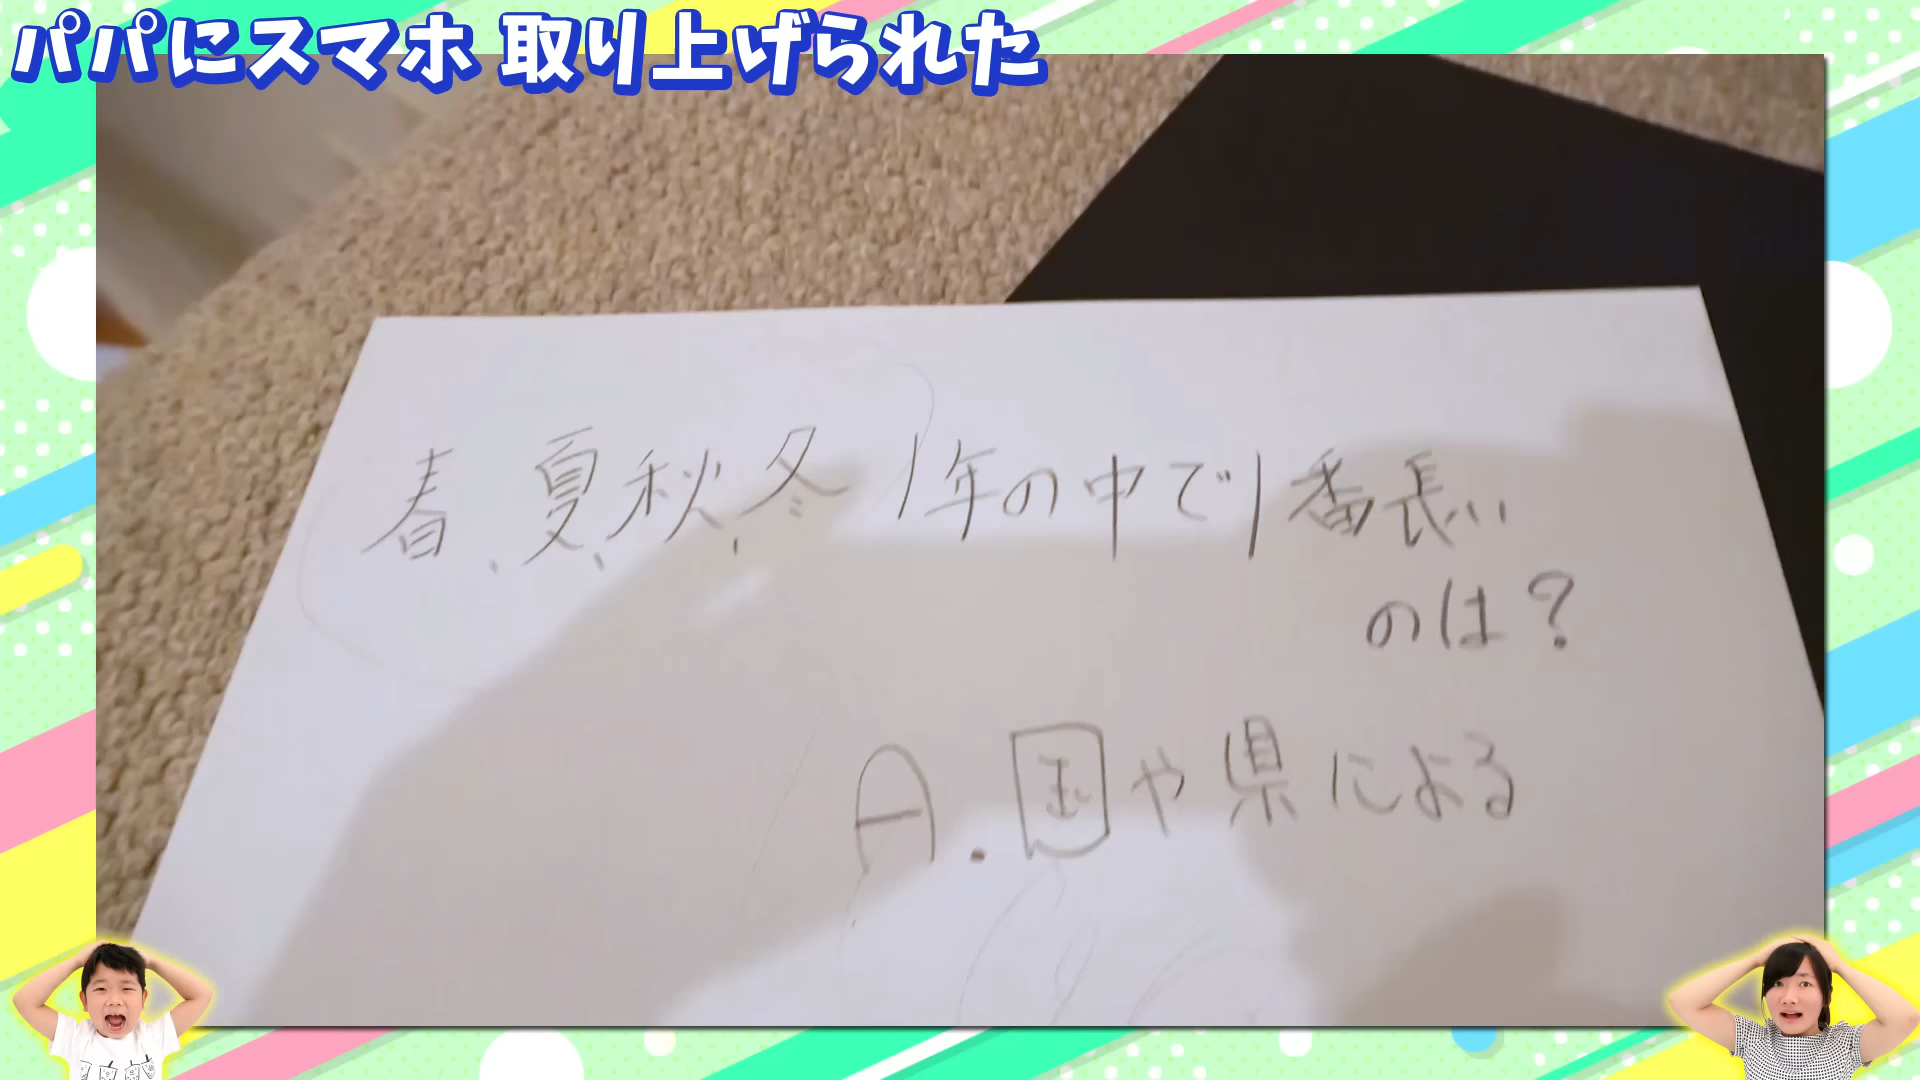 パパにスマホ 取り上げられた
春、夏、秋、冬 1年の中で1番長い
のは?
A.国や県による